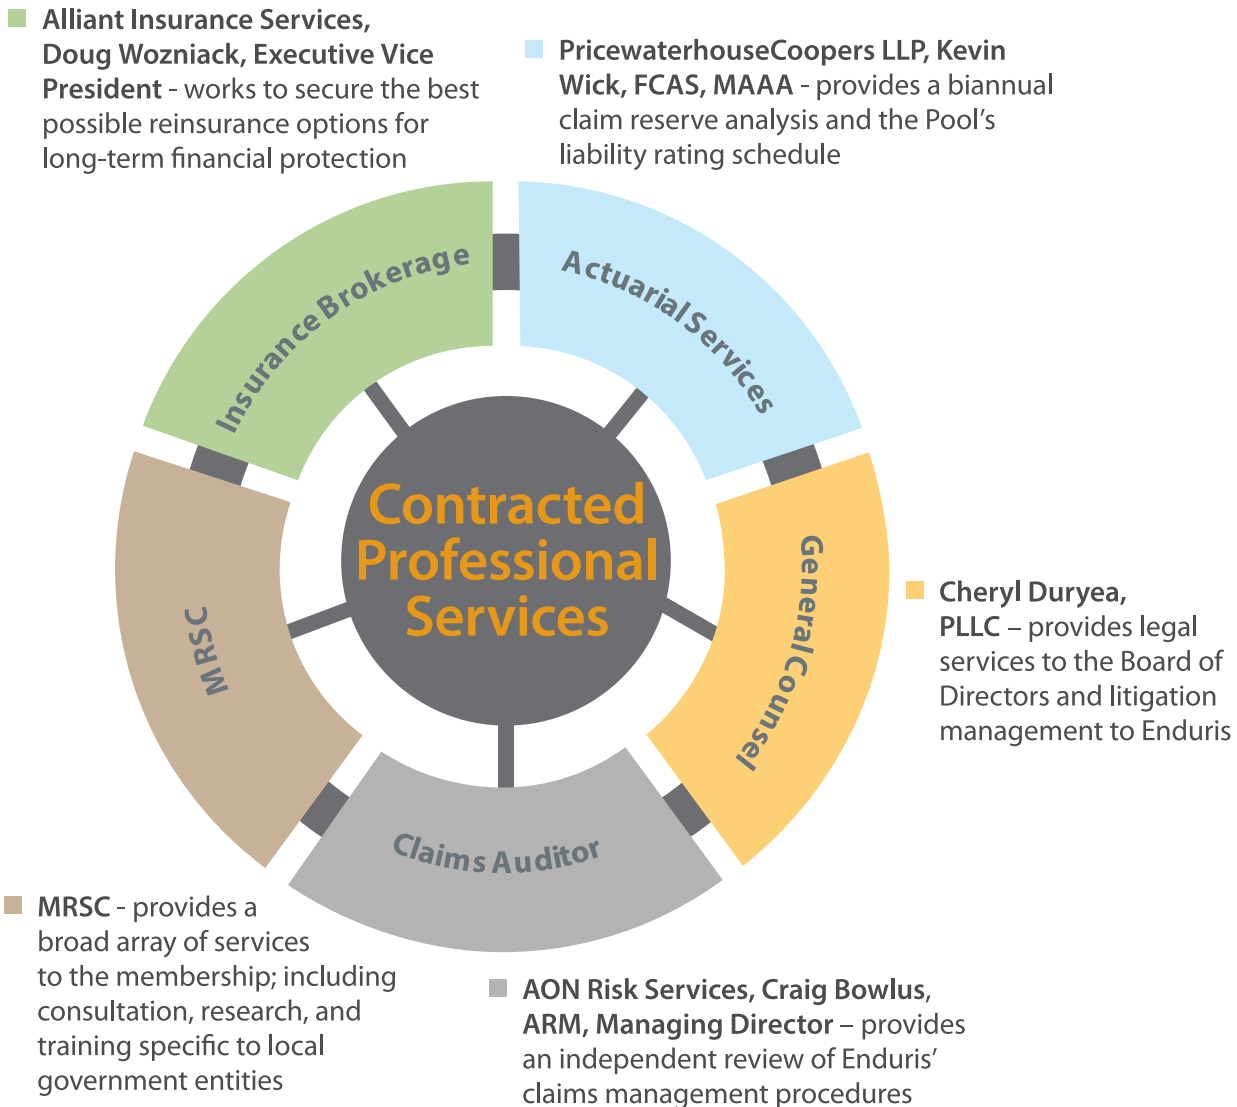 Alliant Insurance Services,
Doug Wozniack, Executive Vice
President - works to secure the best
possible reinsurance options for
long-term financial protection
PricewaterhouseCoopers LLP, Kevin
Wick, FCAS, MAAA - provides a biannual
claim reserve analysis and the Pool's
liability rating schedule
Insurance Brokerage
Actuarial Services
Contracted
Professional
Services
General Counsel
MRSC
Claims Auditor
Cheryl Duryea,
PLLC – provides legal
services to the Board of
Directors and litigation
management to Enduris
MRSC - provides a
broad array of services
to the membership; including
consultation, research, and
training specific to local
government entities
AON Risk Services, Craig Bowlus,
ARM, Managing Director – provides
an independent review of Enduris'
claims management procedures